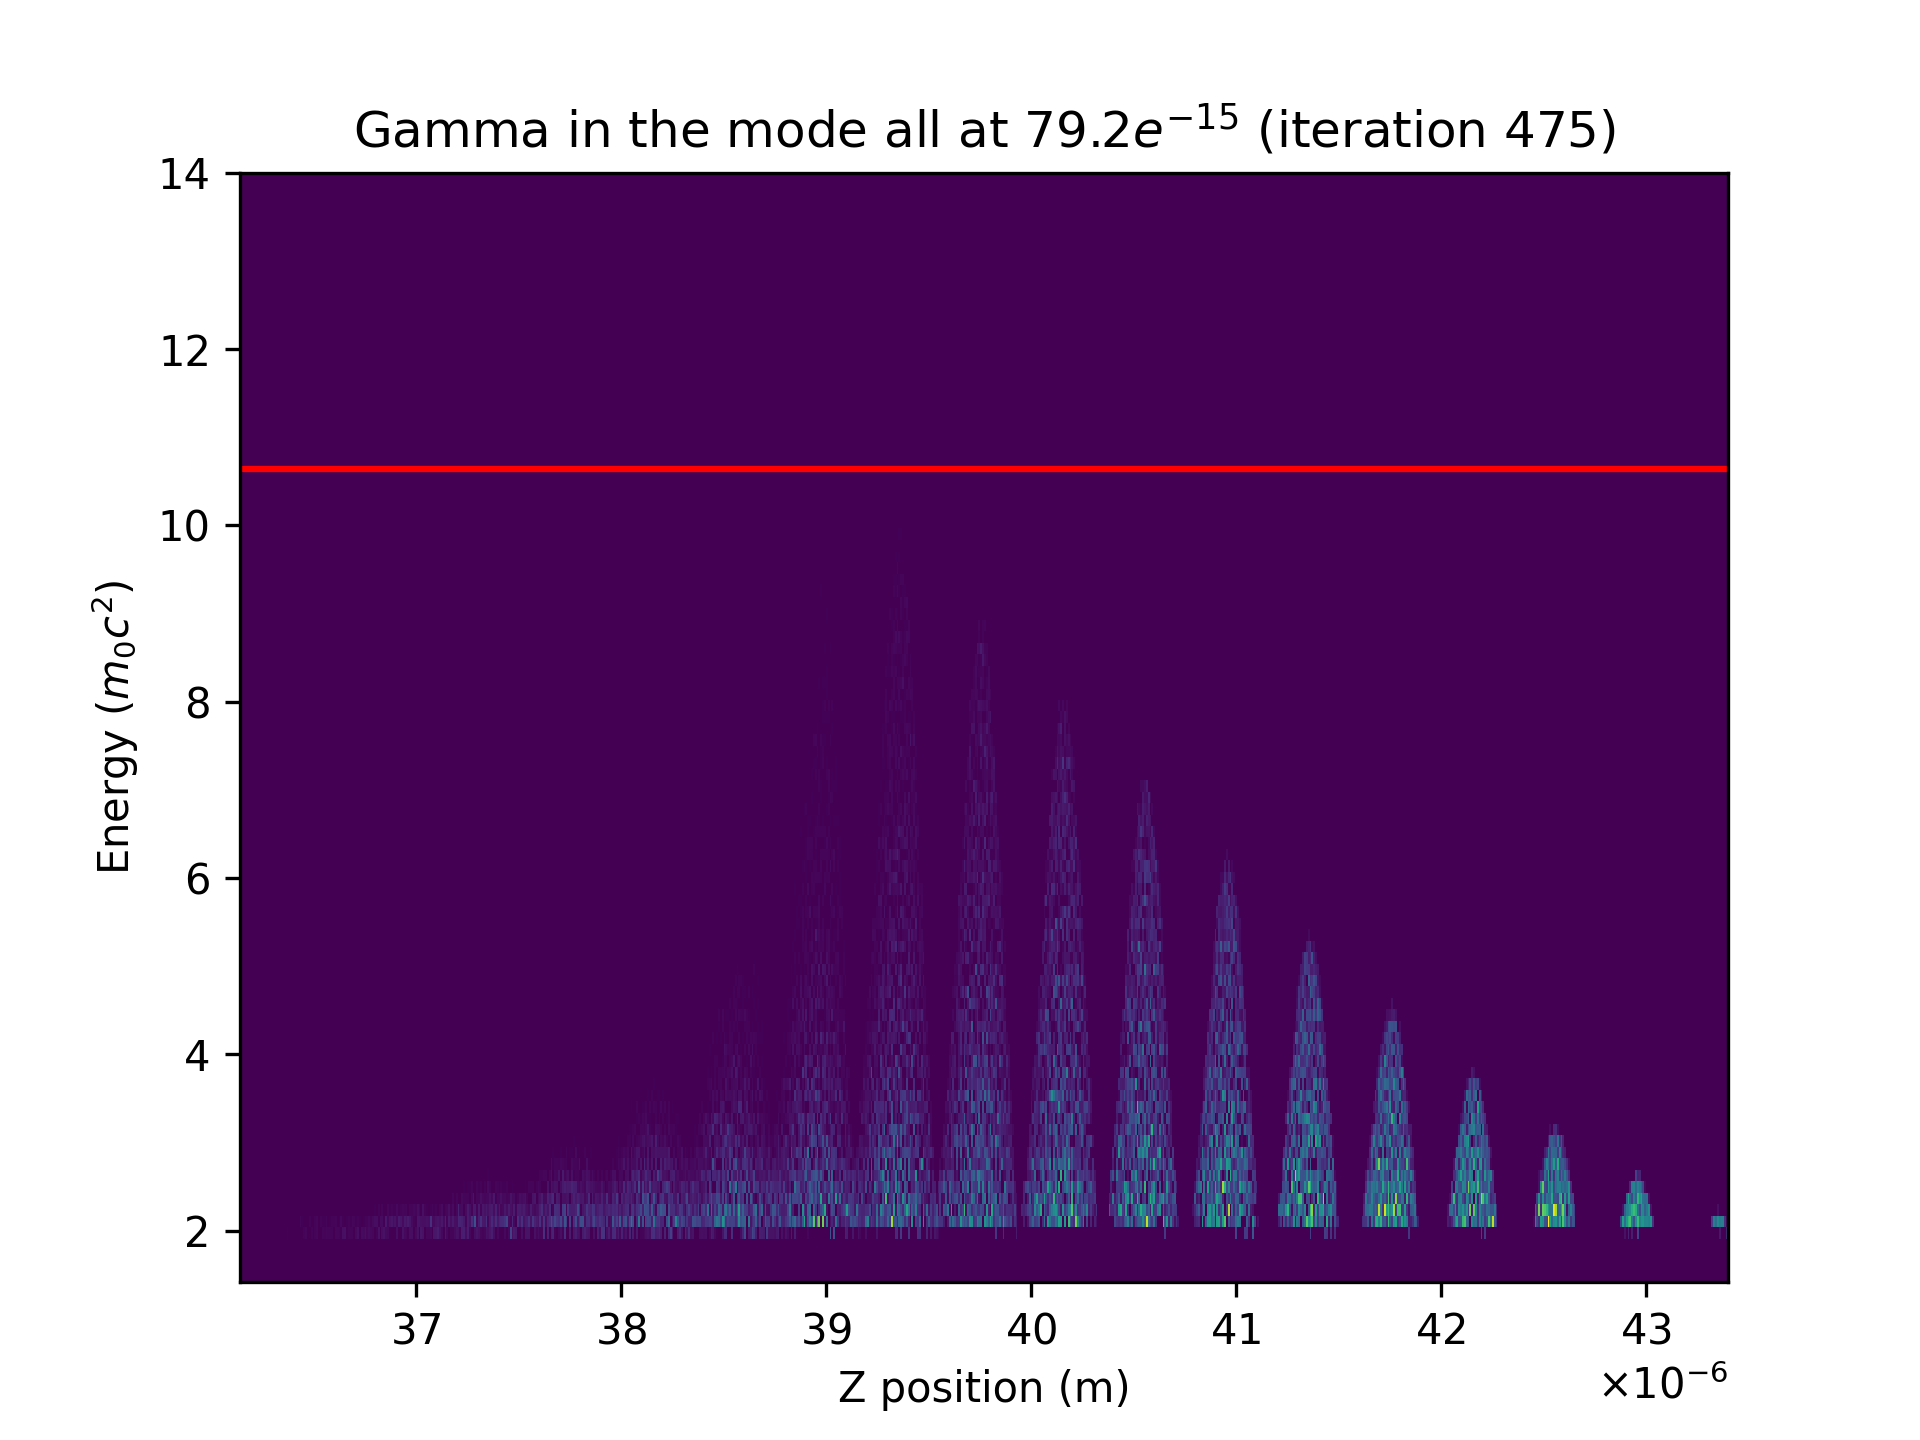 Gamma in the mode all at 79.2e⁻¹⁵ (iteration 475)
14
12
10
8
6
4
2
Energy (m₀c²)
37 38 39 40 41 42 43
×10⁻⁶
Z position (m)